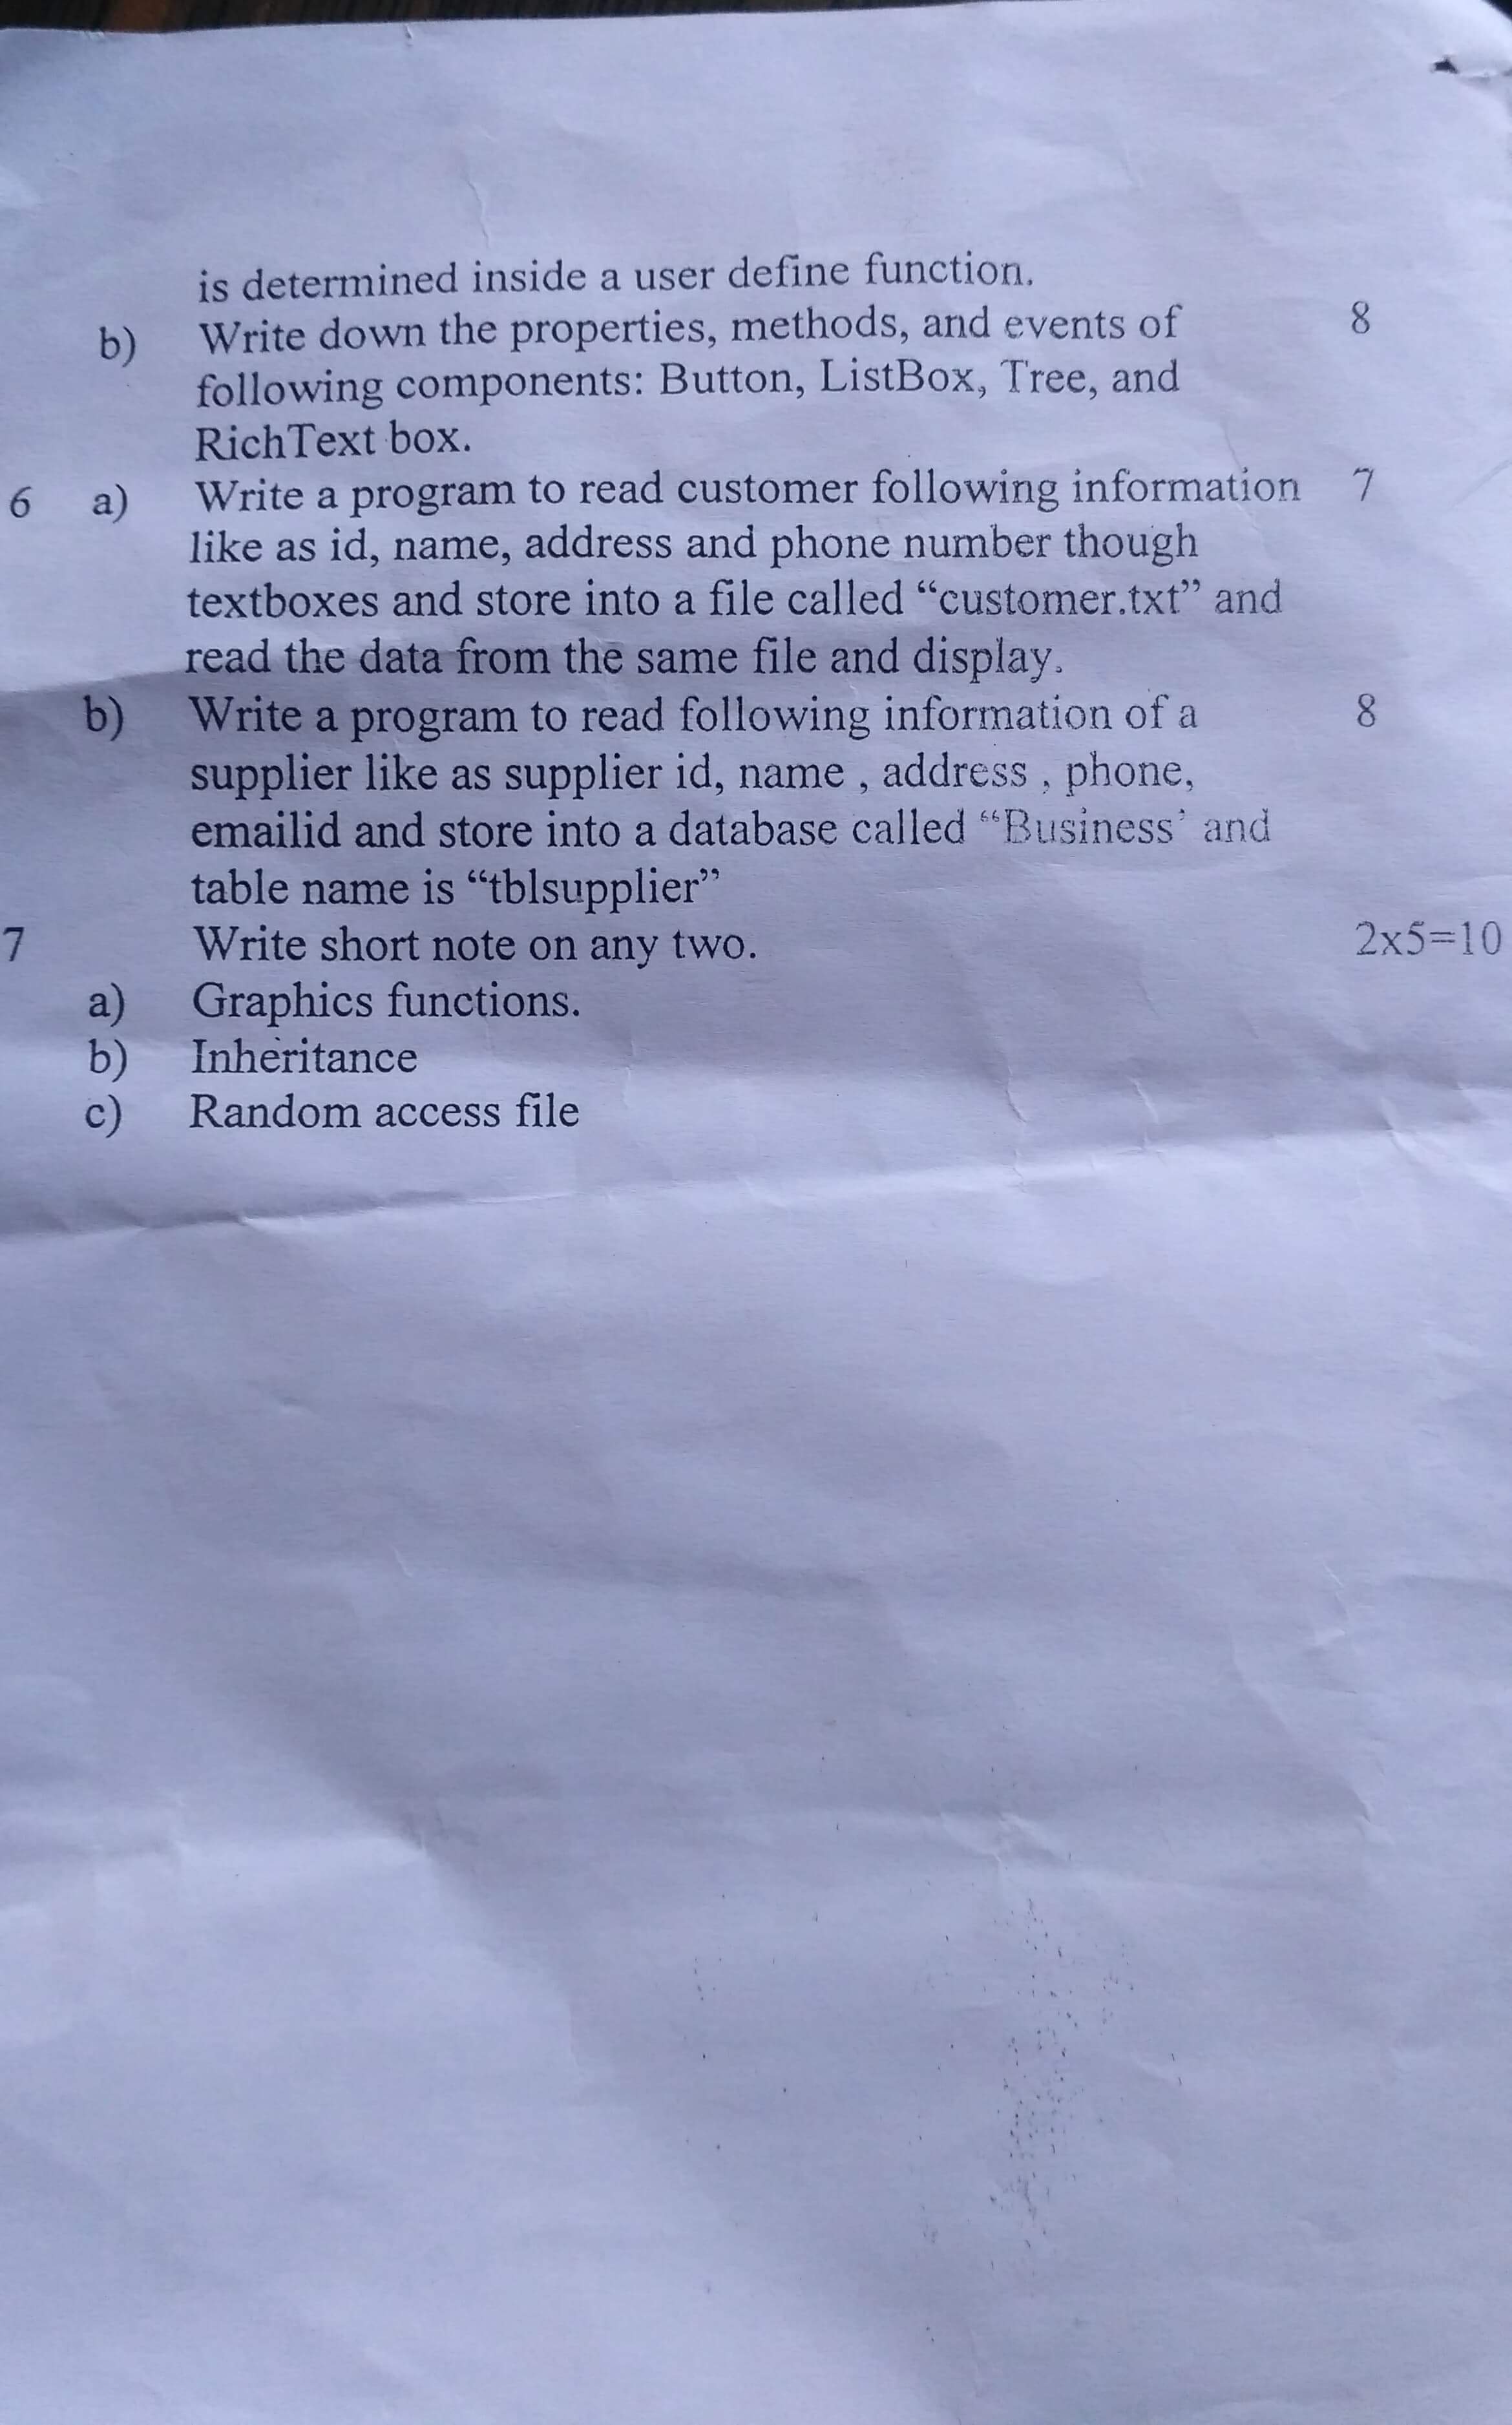 is determined inside a user define function.
b) Write down the properties, methods, and events of 8
following components: Button, ListBox, Tree, and
RichText box.
6 a) Write a program to read customer following information 7
like as id, name, address and phone number though
textboxes and store into a file called “customer.txt” and
read the data from the same file and display.
b) Write a program to read following information of a 8
supplier like as supplier id, name , address , phone,
emailid and store into a database called “Business’ and
table name is “tblsupplier”
7 Write short note on any two. 2x5=10
a) Graphics functions.
b) Inheritance
c) Random access file